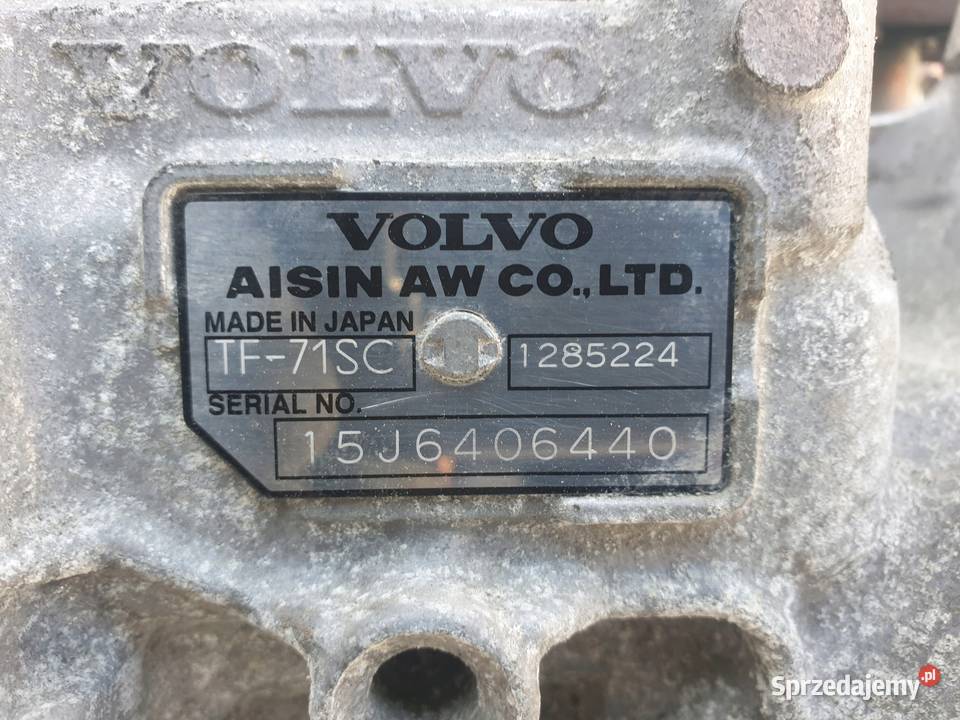 VOLVO
VOLVO
AISIN AW CO., LTD.
MADE IN JAPAN
TF-71SC 1285224
SERIAL NO.
15J6406440
Sprzedajemy.pl